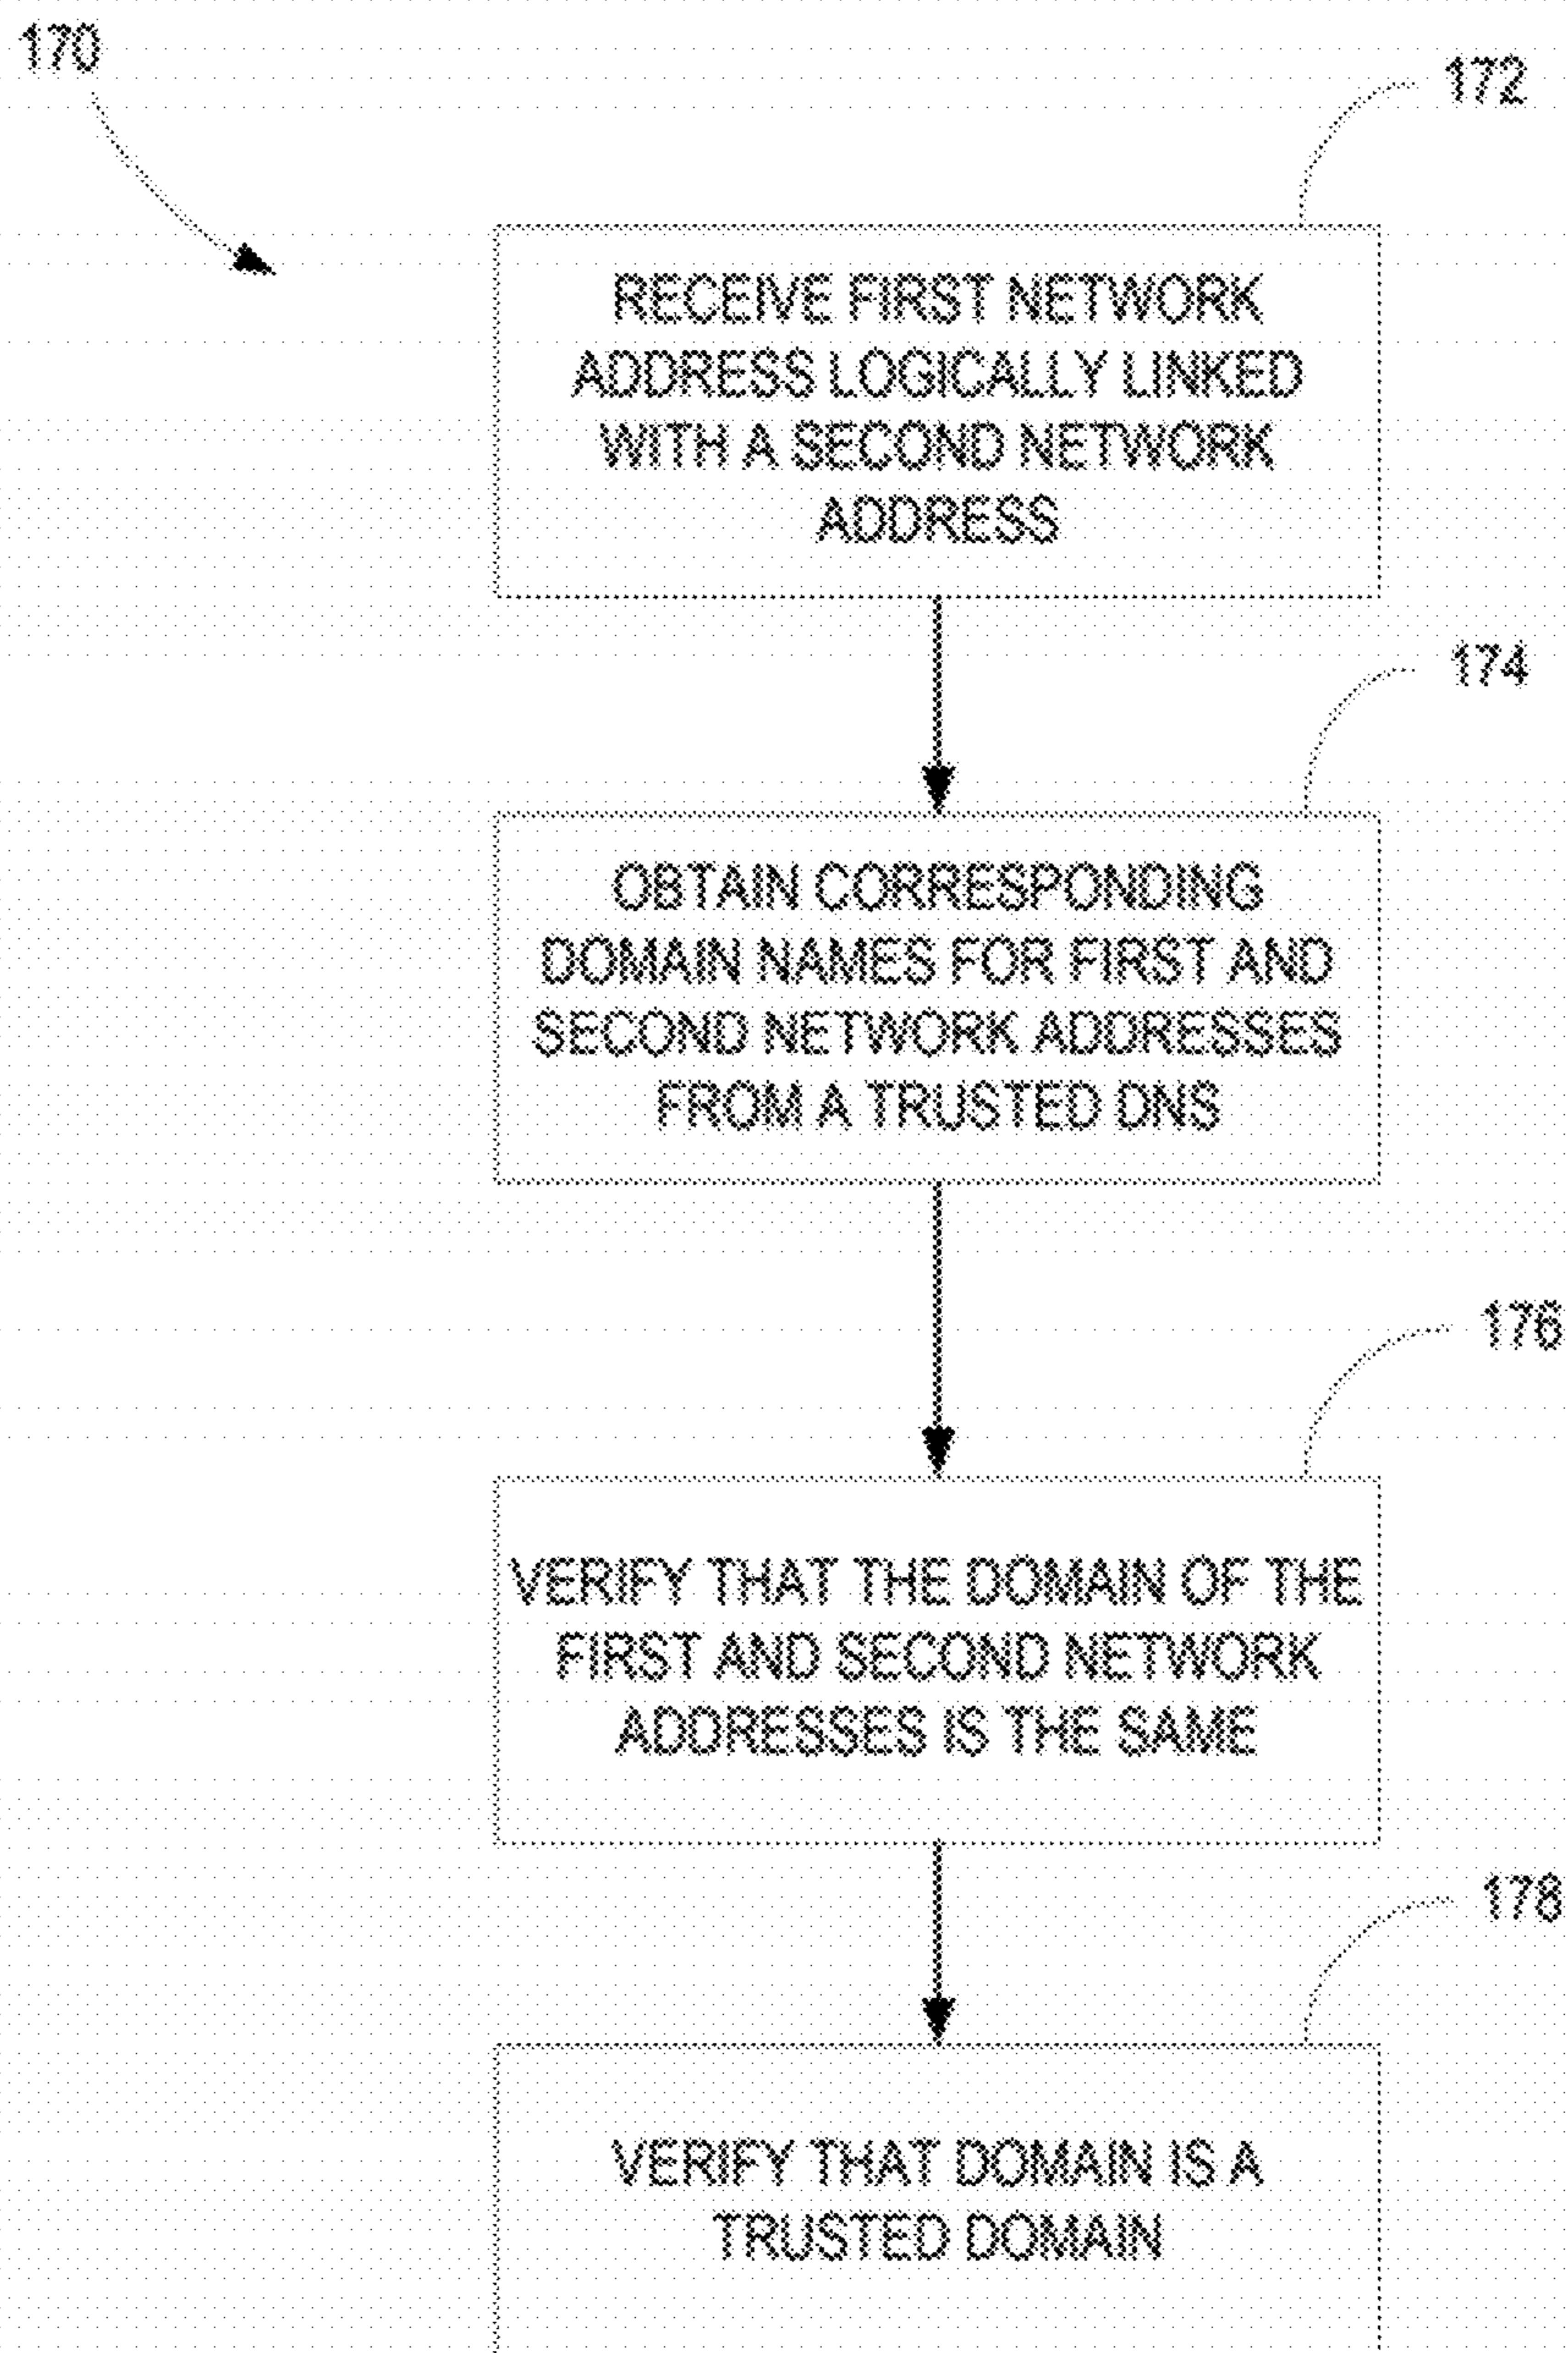 170
172
RECEIVE FIRST NETWORK
ADDRESS LOGICALLY LINKED
WITH A SECOND NETWORK
ADDRESS
174
OBTAIN CORRESPONDING
DOMAIN NAMES FOR FIRST AND
SECOND NETWORK ADDRESSES
FROM A TRUSTED DNS
176
VERIFY THAT THE DOMAIN OF THE
FIRST AND SECOND NETWORK
ADDRESSES IS THE SAME
178
VERIFY THAT DOMAIN IS A
TRUSTED DOMAIN